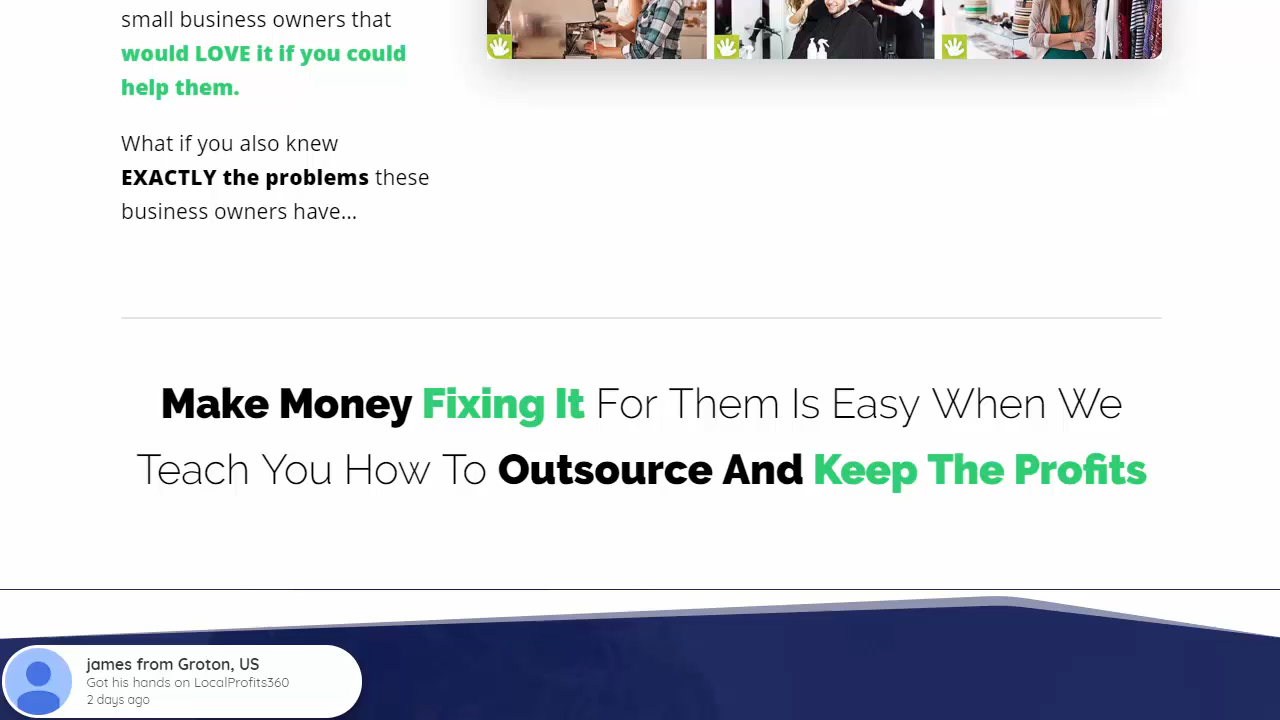 small business owners that
would LOVE it if you could
help them.
What if you also knew
EXACTLY the problems these
business owners have...
Make Money Fixing It For Them Is Easy When We
Teach You How To Outsource And Keep The Profits
james from Groton, US
Got his hands on LocalProfits360
2 days ago